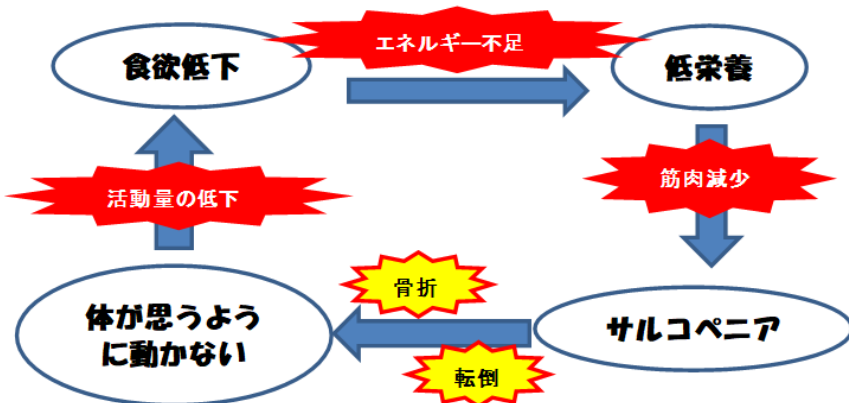 食欲低下
エネルギー不足
低栄養
活動量の低下
筋肉減少
骨折
体が思うよう
に動かない
サルコペニア
転倒